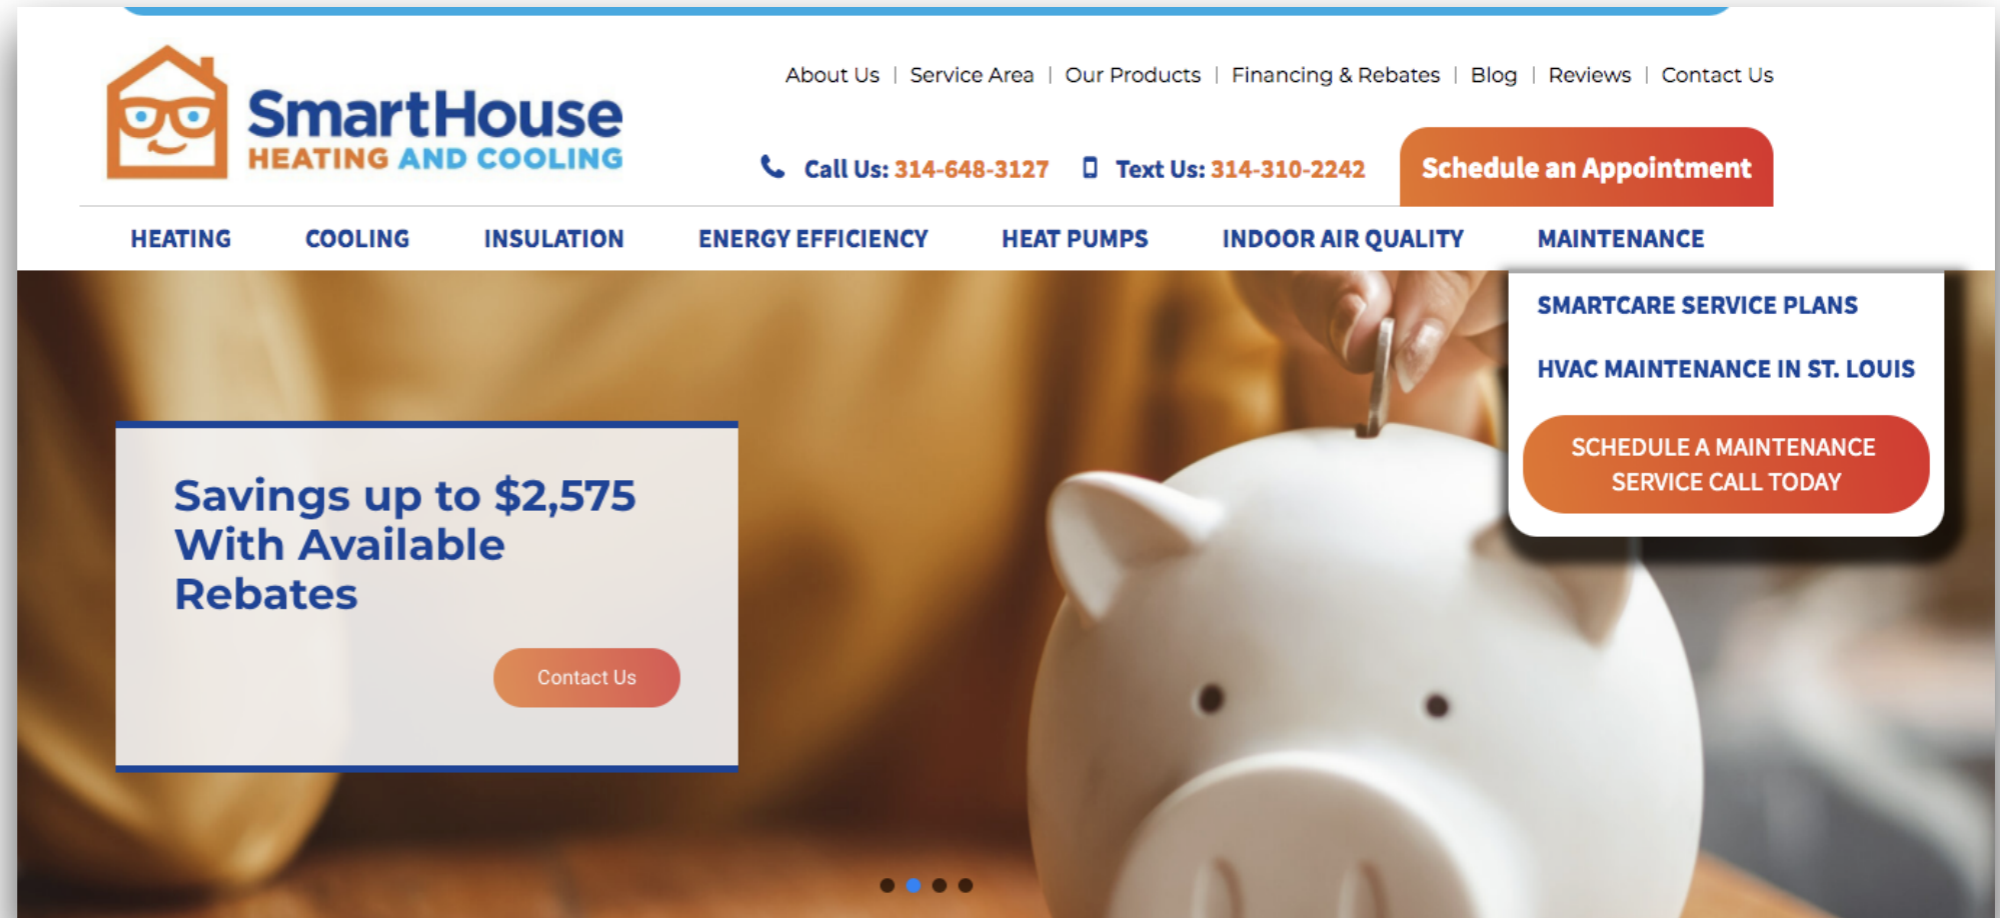 SmartHouse
HEATING AND COOLING
About Us | Service Area | Our Products | Financing & Rebates | Blog | Reviews | Contact Us
Call Us: 314-648-3127 Text Us: 314-310-2242 Schedule an Appointment
HEATING COOLING INSULATION ENERGY EFFICIENCY HEAT PUMPS INDOOR AIR QUALITY MAINTENANCE
SMARTCARE SERVICE PLANS
HVAC MAINTENANCE IN ST. LOUIS
SCHEDULE A MAINTENANCE
SERVICE CALL TODAY
Savings up to $2,575
With Available
Rebates
Contact Us